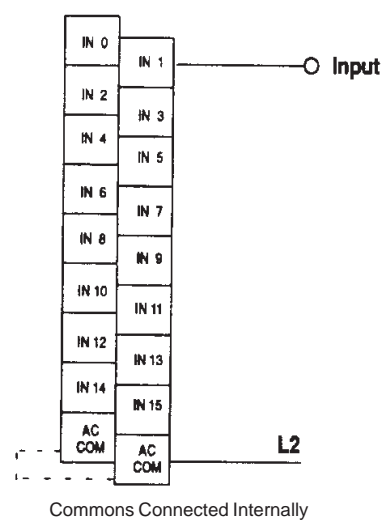 IN 0
IN 1
Input
IN 2
IN 3
IN 4
IN 5
IN 6
IN 7
IN 8
IN 9
IN 10
IN 11
IN 12
IN 13
IN 14
IN 15
AC
COM
AC
COM
L2
Commons Connected Internally